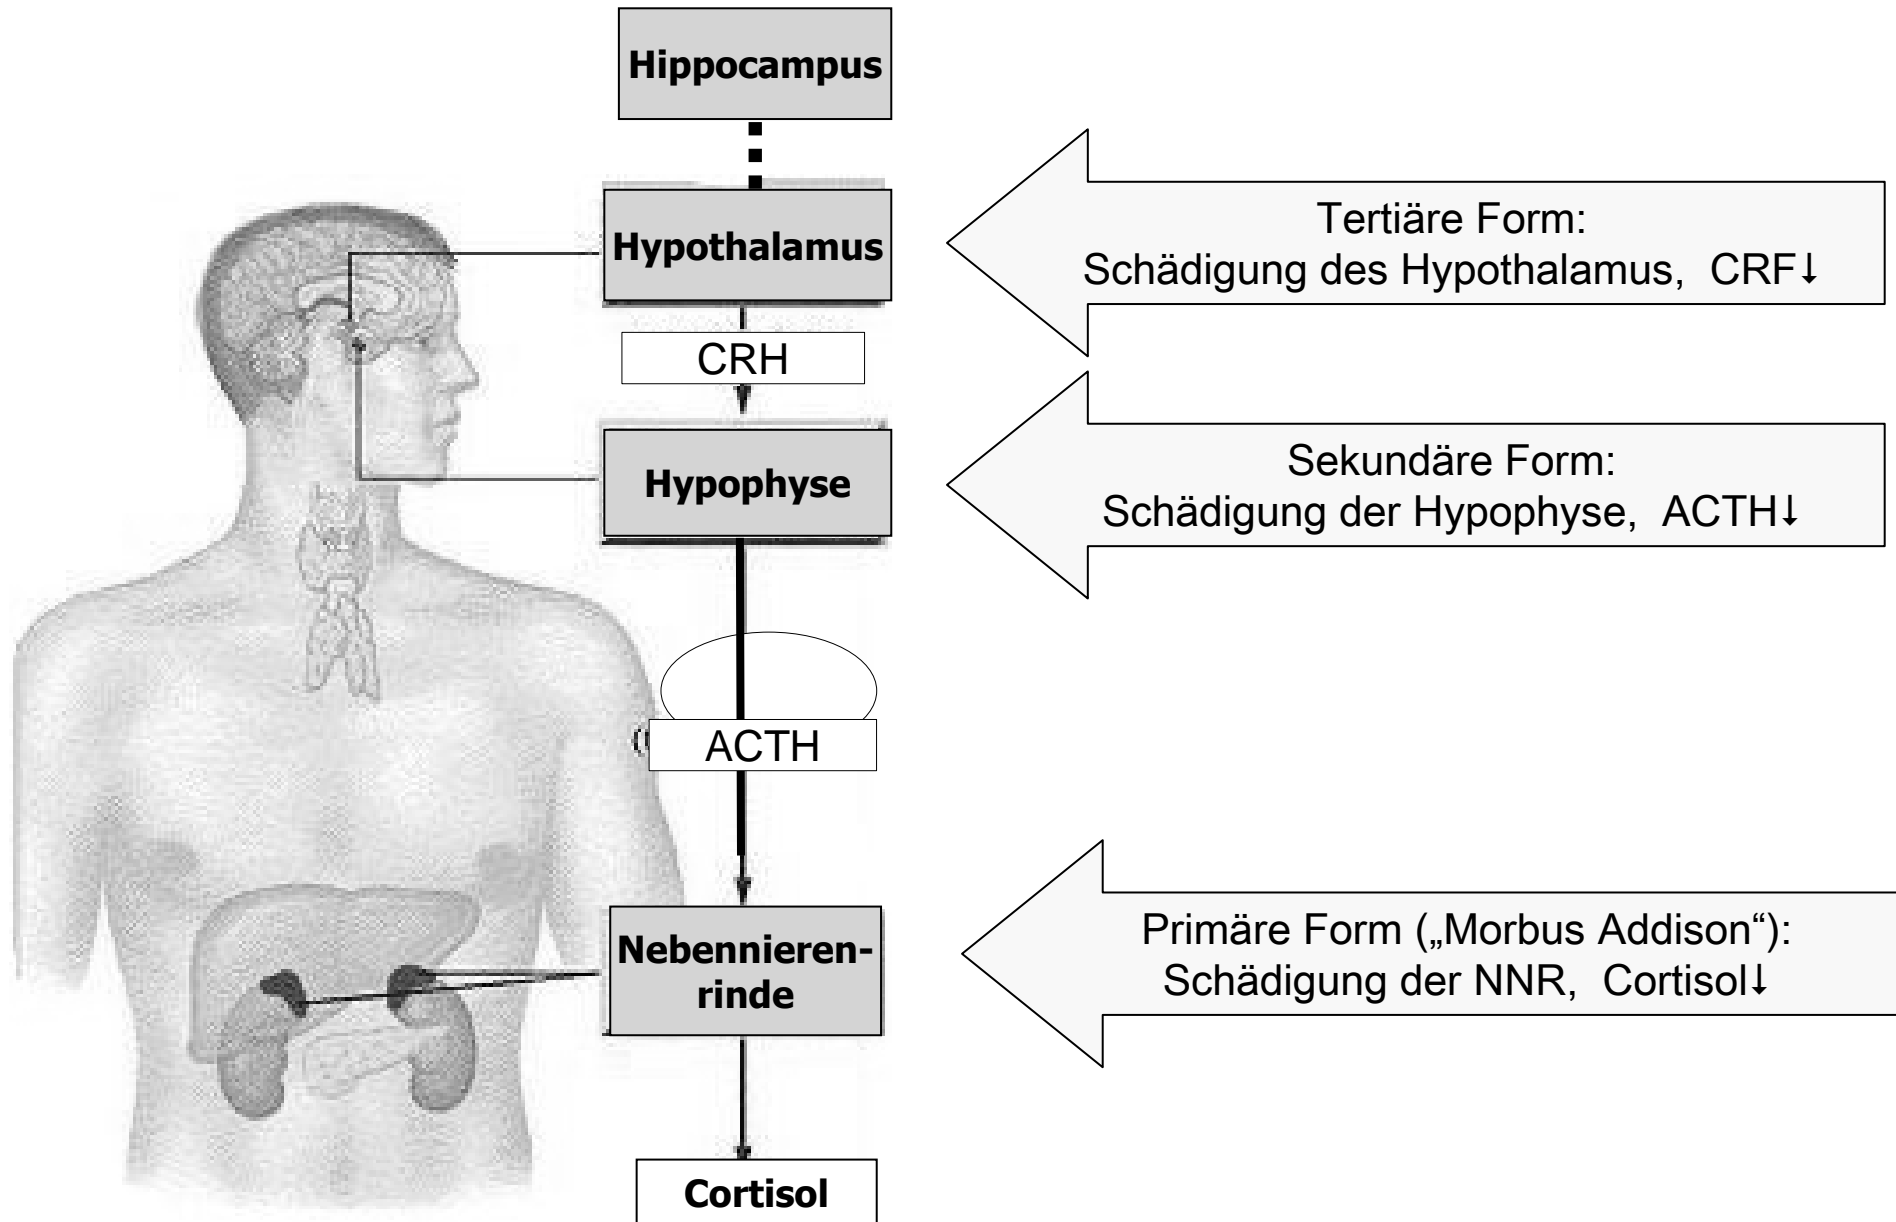 Hippocampus
Hypothalamus
CRH
Hypophyse
ACTH
Nebennieren-
rinde
Cortisol
Tertiäre Form:
Schädigung des Hypothalamus, CRF↓
Sekundäre Form:
Schädigung der Hypophyse, ACTH↓
Primäre Form („Morbus Addison“):
Schädigung der NNR, Cortisol↓